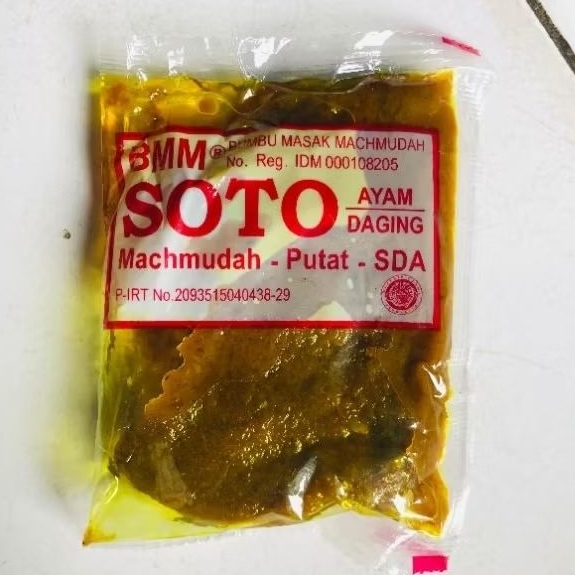 BMM® BUMBU MASAK MACHMUDAH
No. Reg. IDM 000108205
SOTO AYAM
DAGING
Machmudah - Putat - SDA
P-IRT No.2093515040438-29